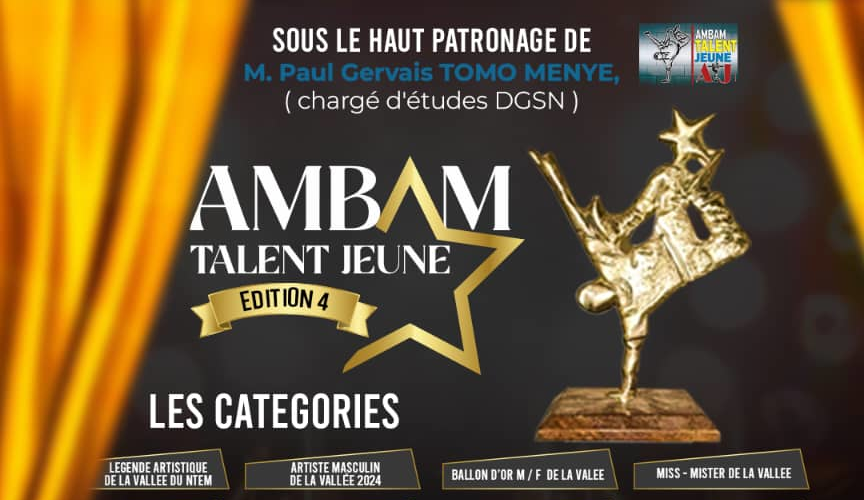 SOUS LE HAUT PATRONAGE DE
M. Paul Gervais TOMO MENYE,
( chargé d'études DGSN )
AMBAM
TALENT
JEUNE
ATJ
AMBAM
TALENT JEUNE
EDITION 4
LES CATEGORIES
LEGENDE ARTISTIQUE
DE LA VALLEE DU NTEM
ARTISTE MASCULIN
DE LA VALLÉE 2024
BALLON D'OR M / F DE LA VALEE
MISS - MISTER DE LA VALLEE